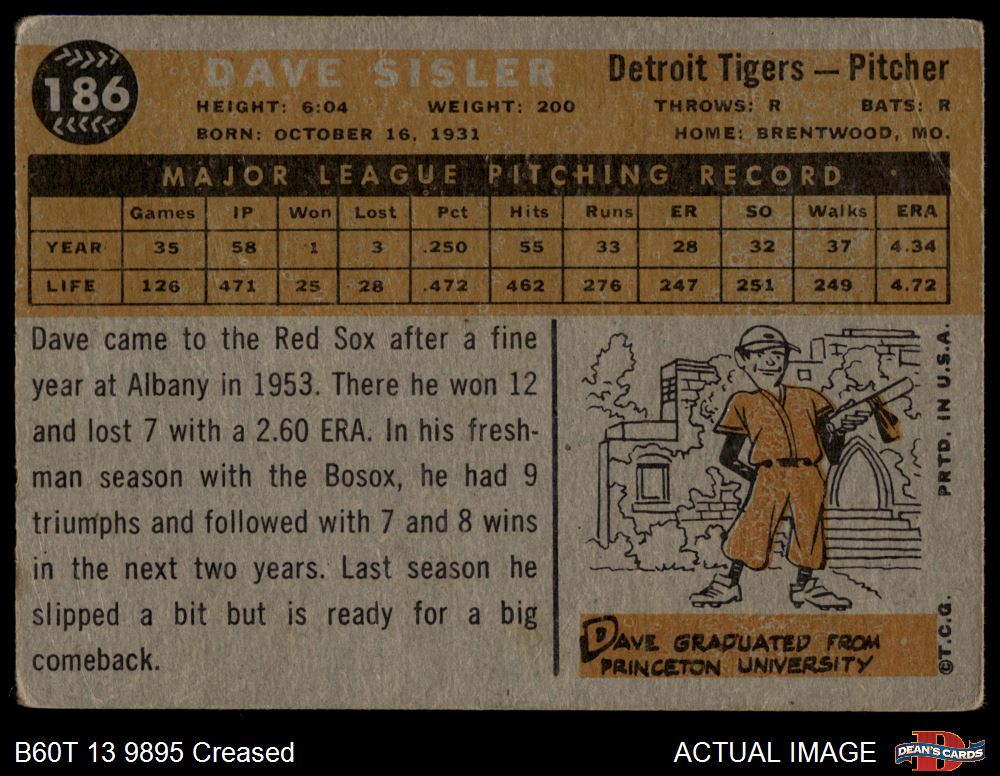 186
DAVE SISLER
Detroit Tigers — Pitcher
HEIGHT: 6:04 WEIGHT: 200 THROWS: R BATS: R
BORN: OCTOBER 16, 1931 HOME: BRENTWOOD, MO.
MAJOR LEAGUE PITCHING RECORD
Games IP Won Lost Pct Hits Runs ER SO Walks ERA
YEAR 35 58 1 3 .250 55 33 28 32 37 4.34
LIFE 126 471 25 28 .472 462 276 247 251 249 4.72
Dave came to the Red Sox after a fine
year at Albany in 1953. There he won 12
and lost 7 with a 2.60 ERA. In his fresh-
man season with the Bosox, he had 9
triumphs and followed with 7 and 8 wins
in the next two years. Last season he
slipped a bit but is ready for a big
comeback.
DAVE GRADUATED FROM
PRINCETON UNIVERSITY
©T.C.G. PRTD. IN U.S.A.
B60T 13 9895 Creased
ACTUAL IMAGE
DEAN'S CARDS